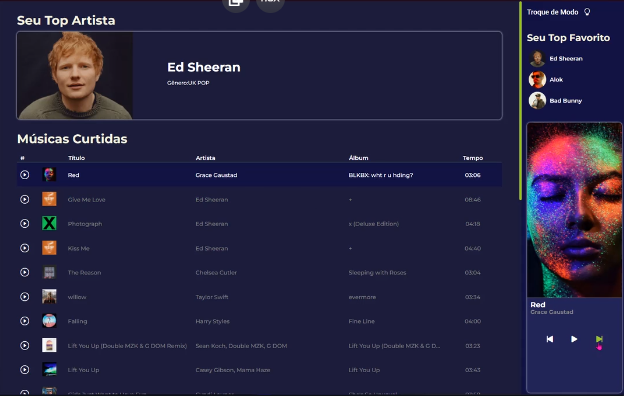 Seu Top Artista
Ed Sheeran
Gênero:UK POP
Músicas Curtidas
# Título Artista Álbum Tempo
Red Grace Gaustad BLKBX: wht r u hding? 03:06
Give Me Love Ed Sheeran + 08:46
Photograph Ed Sheeran x (Deluxe Edition) 04:18
Kiss Me Ed Sheeran + 04:40
The Reason Chelsea Cutler Sleeping with Roses 03:04
willow Taylor Swift evermore 03:34
Falling Harry Styles Fine Line 04:00
Lift You Up (Double MZK & G DOM Remix) Sean Koch, Double MZK, G DOM Lift You Up (Double MZK & G D... 03:23
Lift You Up Casey Gibson, Mama Haze Lift You Up 03:43
Troque de Modo
Seu Top Favorito
Ed Sheeran
Alok
Bad Bunny
Red
Grace Gaustad